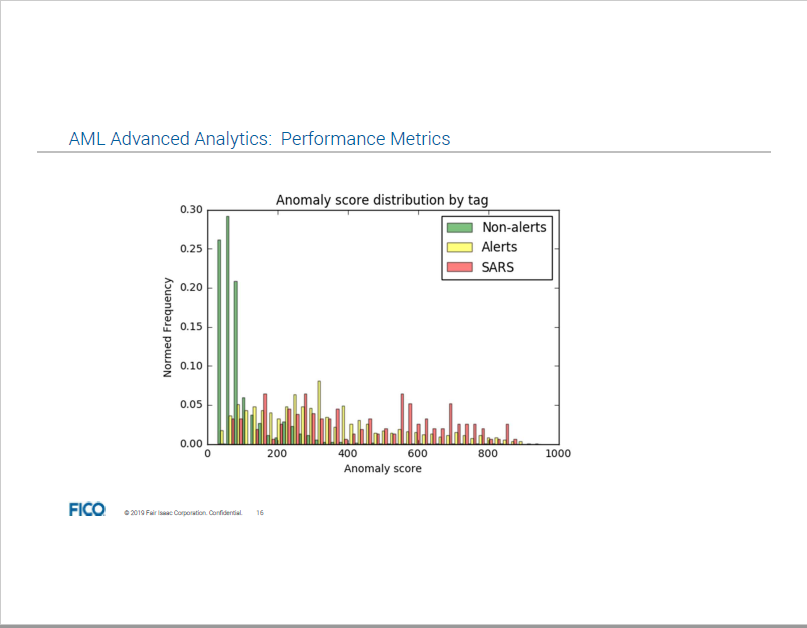 AML Advanced Analytics: Performance Metrics
Anomaly score distribution by tag
0.30
0.25
0.20
0.15
0.10
0.05
0.00
Normed Frequency
Non-alerts
Alerts
SARS
0 200 400 600 800 1000
Anomaly score
FICO © 2019 Fair Isaac Corporation. Confidential. 16